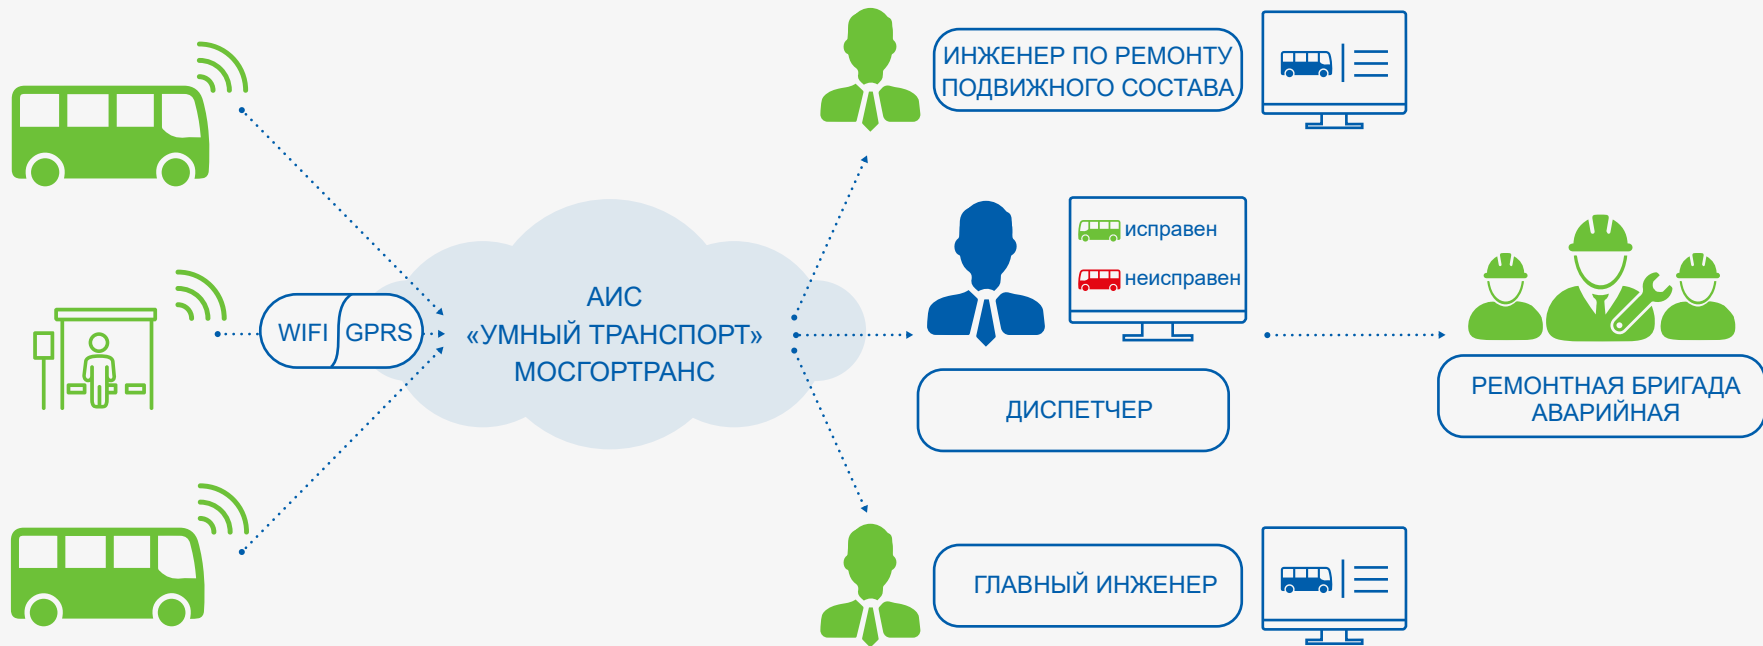 ИНЖЕНЕР ПО РЕМОНТУ
ПОДВИЖНОГО СОСТАВА
WIFI GPRS
АИС
«УМНЫЙ ТРАНСПОРТ»
МОСГОРТРАНС
исправен
неисправен
ДИСПЕТЧЕР
РЕМОНТНАЯ БРИГАДА
АВАРИЙНАЯ
ГЛАВНЫЙ ИНЖЕНЕР